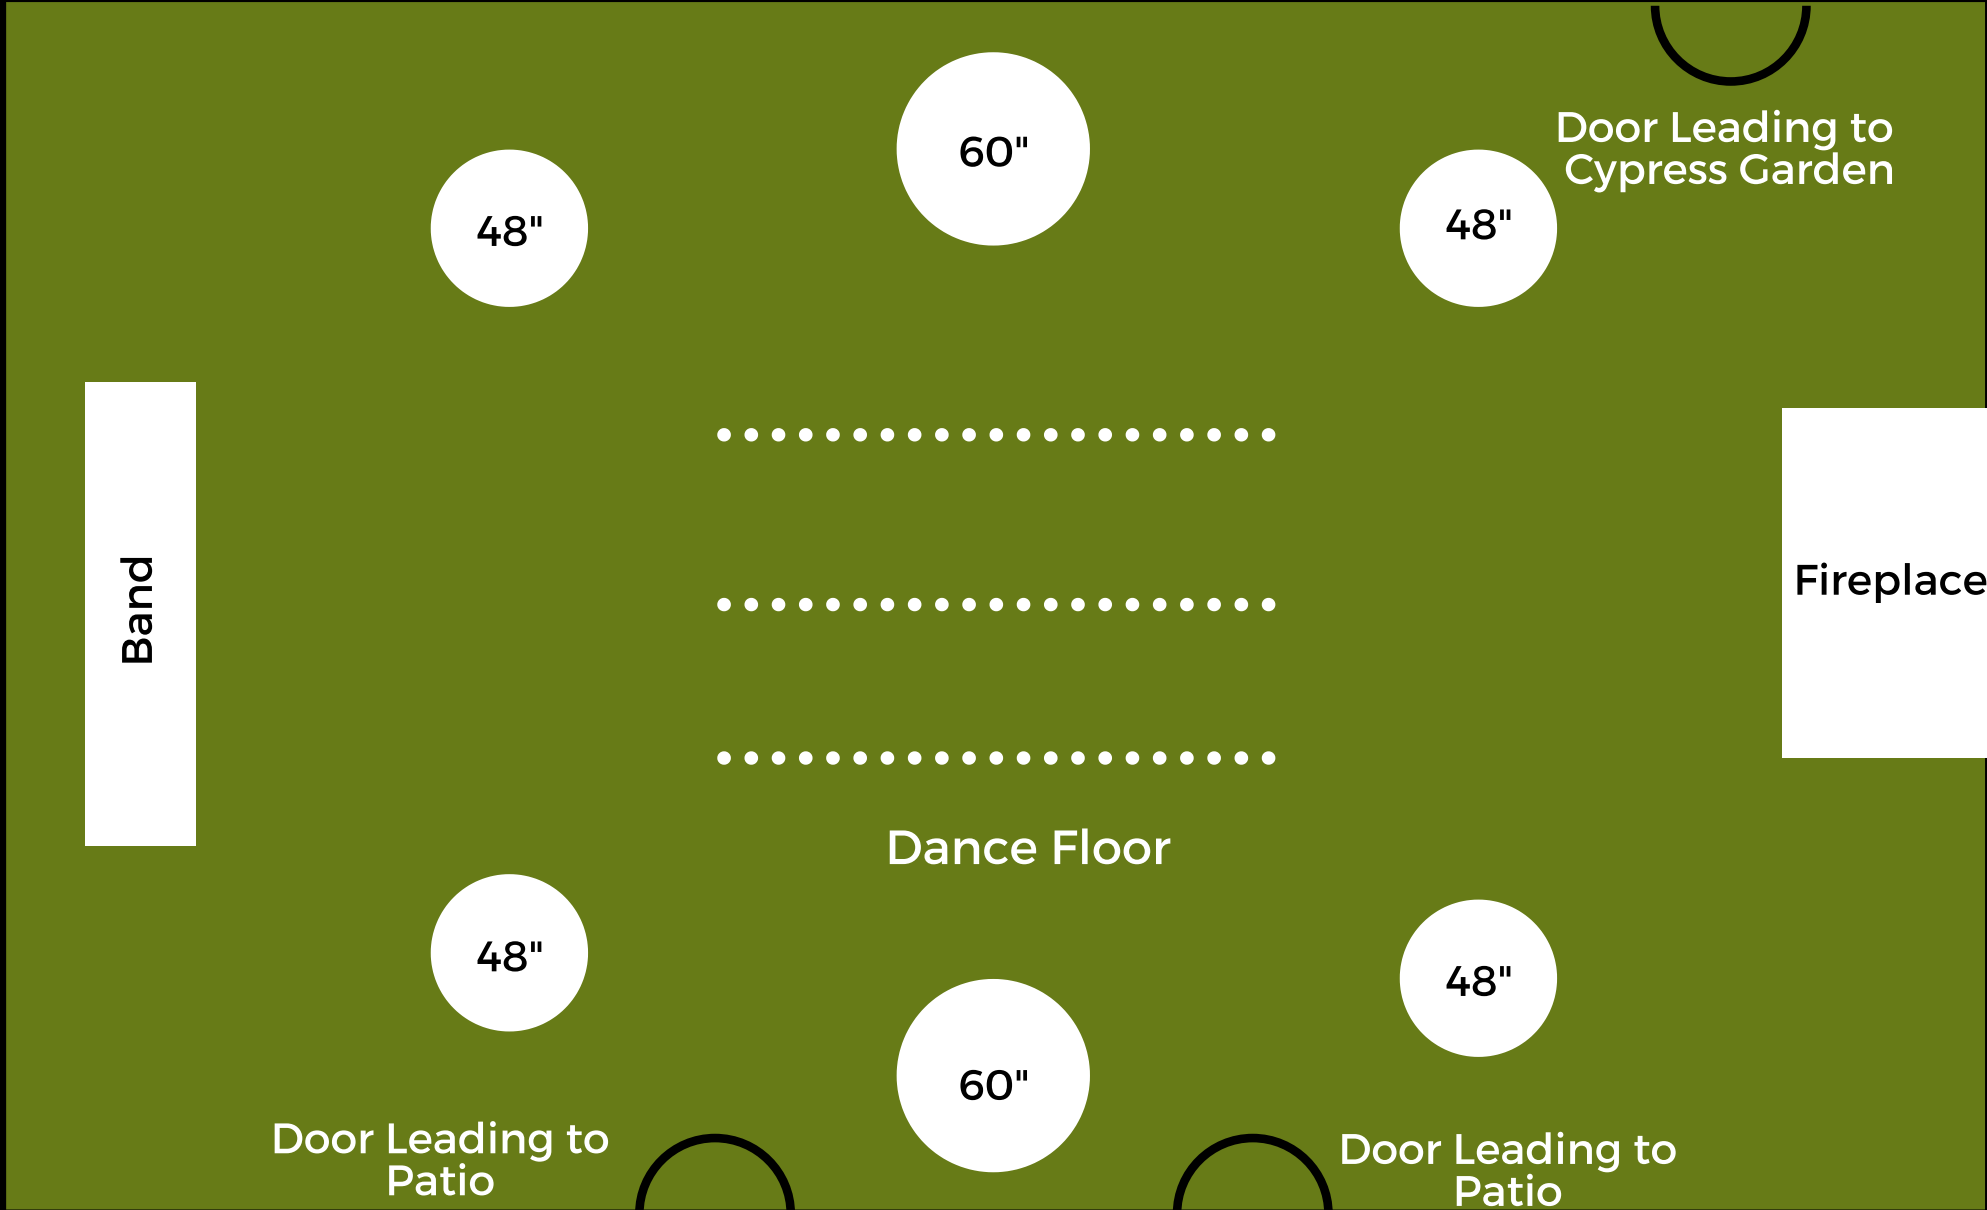 60"
Door Leading to
Cypress Garden
48"
48"
Band
Fireplace
Dance Floor
48"
48"
60"
Door Leading to
Patio
Door Leading to
Patio